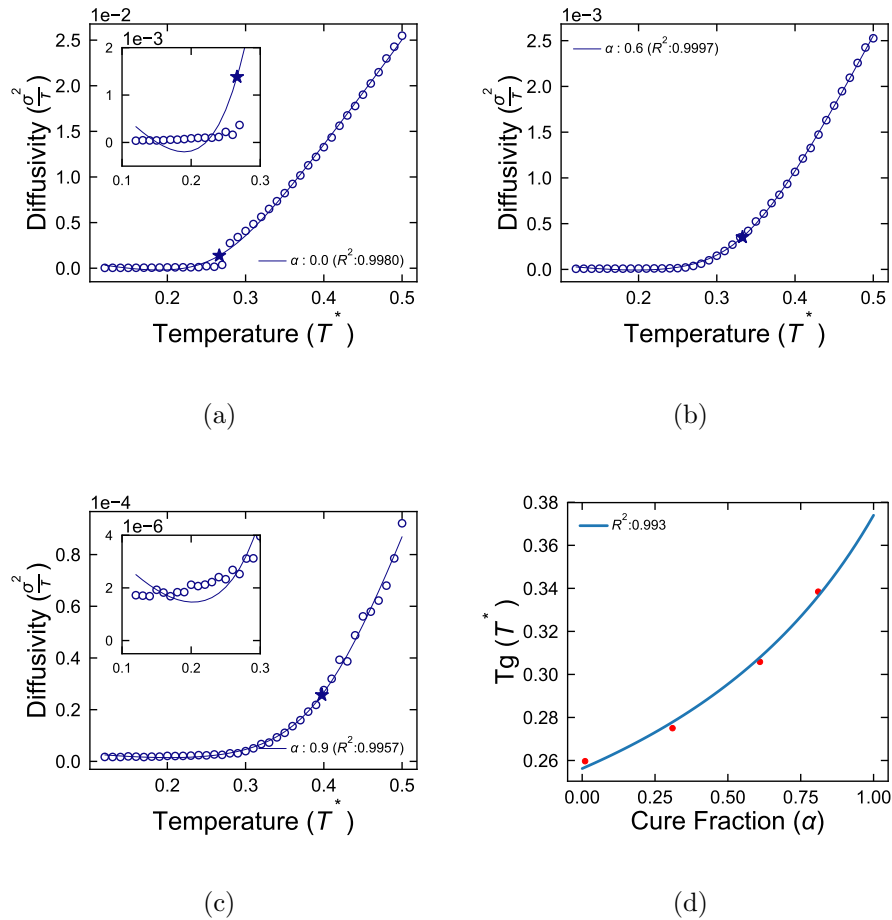 1e−2
2.5
2.0
1.5
1.0
0.5
0.0
0.2 0.3 0.4 0.5
Diffusivity (σ²/τ)
Temperature (T*)
1e−3
2
1
0
0.1 0.2 0.3
α : 0.0 (R²:0.9980)
(a)
1e−3
2.5
2.0
1.5
1.0
0.5
0.0
0.2 0.3 0.4 0.5
Diffusivity (σ²/τ)
Temperature (T*)
α : 0.6 (R²:0.9997)
(b)
1e−4
0.8
0.6
0.4
0.2
0.0
0.2 0.3 0.4 0.5
Diffusivity (σ²/τ)
Temperature (T*)
1e−6
4
2
0
0.1 0.2 0.3
α : 0.9 (R²:0.9957)
(c)
0.38
0.36
0.34
0.32
0.30
0.28
0.26
0.00 0.25 0.50 0.75 1.00
Tg (T*)
Cure Fraction (α)
R²:0.993
(d)